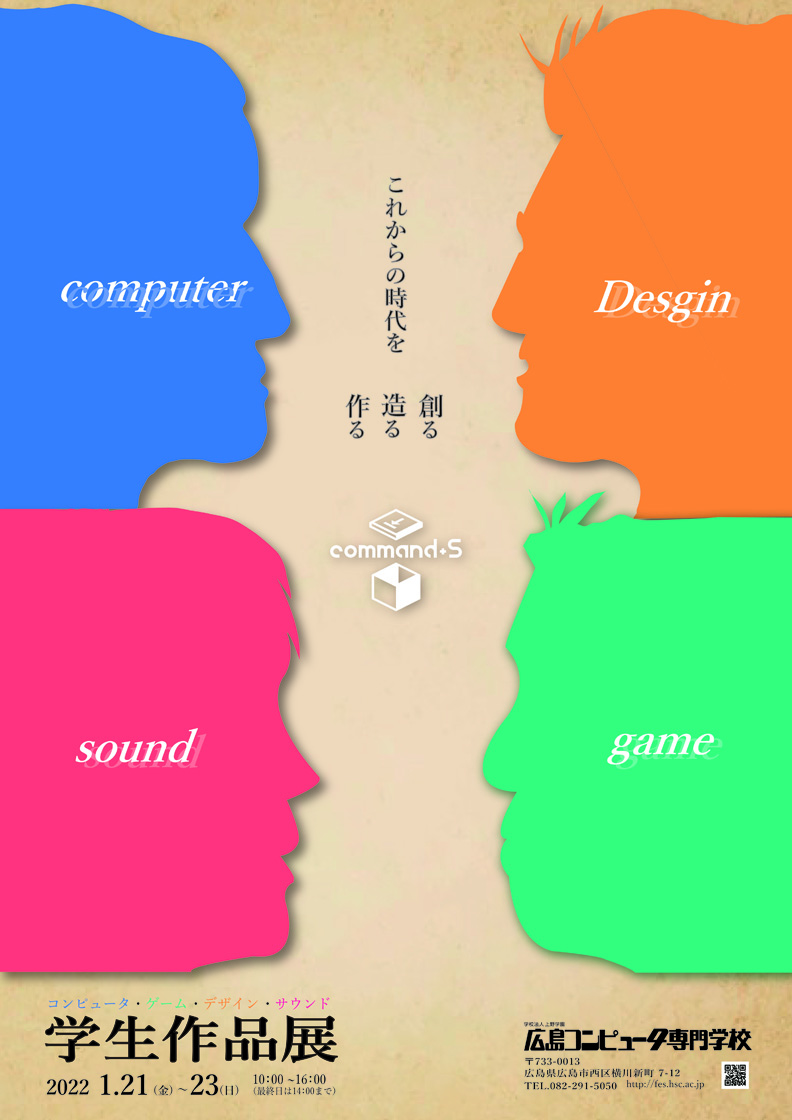 computer
Desgin
これからの時代を
創る
造る
作る
command+S
sound
game
コンピュータ・ゲーム・デザイン・サウンド
学生作品展
2022 1.21(金)~23(日) 10:00~16:00
(最終日は14:00まで)
学校法人上野学園
広島コンピュータ専門学校
〒733-0013
広島県広島市西区横川新町 7-12
TEL.082-291-5050 http://fes.hsc.ac.jp